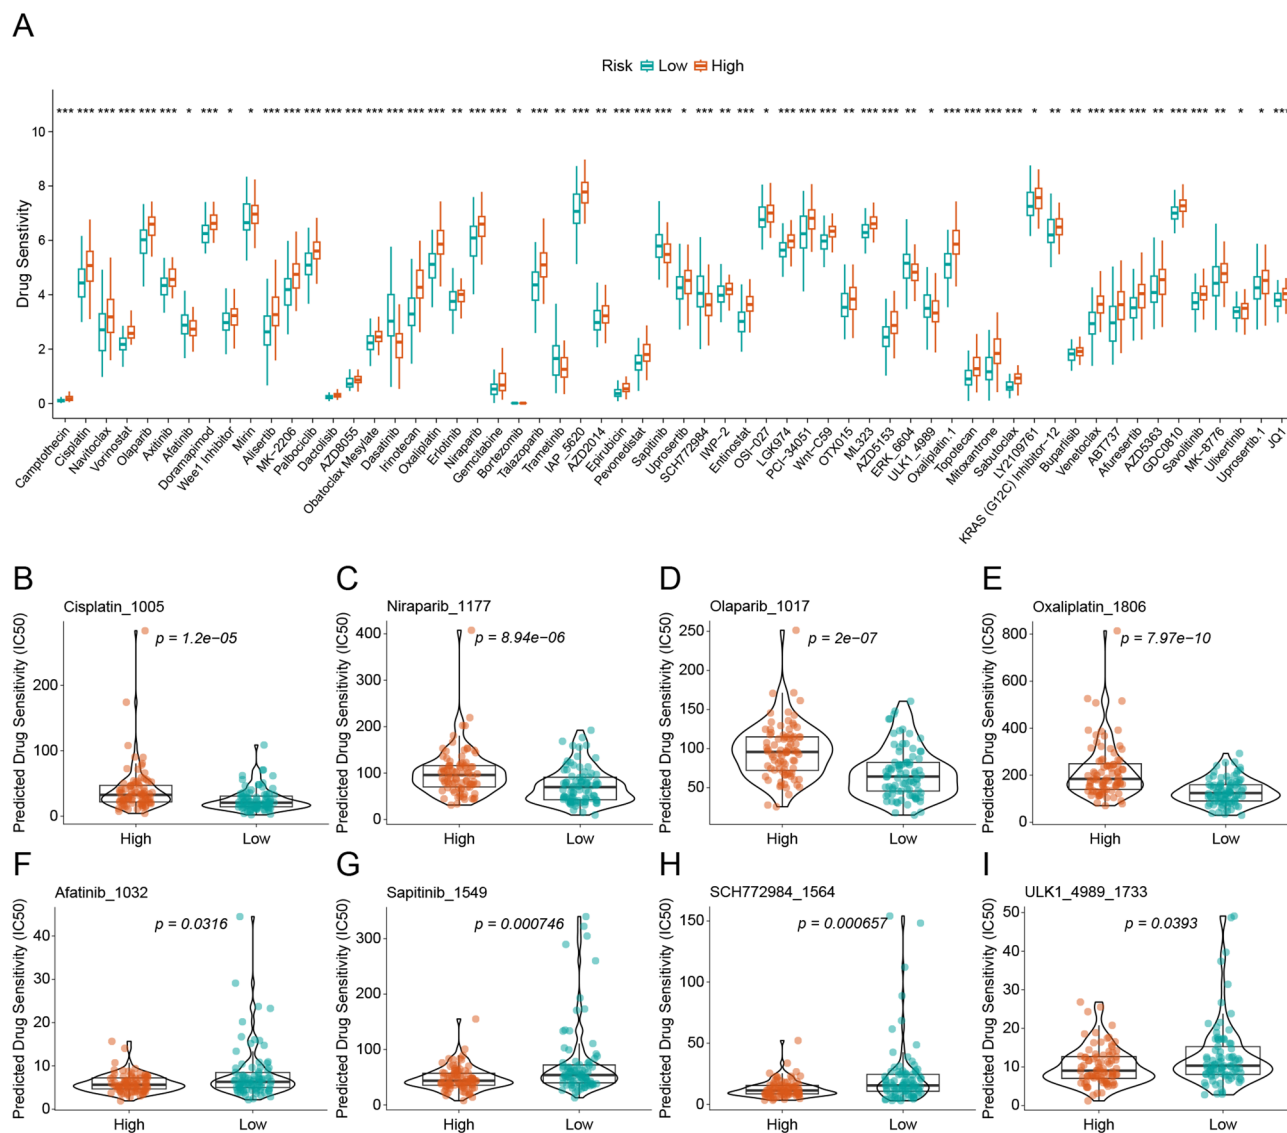 A
Risk Low High
*** *** *** *** *** *** * *** * * *** *** *** *** *** *** *** *** *** ** *** *** * *** ** *** ** *** *** *** * *** ** *** * *** *** *** ** *** *** ** * *** *** *** *** * ** ** *** *** *** ** *** *** ** * * ***
Drug Senstivity
10
8
6
4
2
0
Camptothecin
Cisplatin
Navitoclax
Vorinostat
Olaparib
Axitinib
Afatinib
Doramapimod
Wee1 Inhibitor
Mirin
Alisertib
MK-2206
Palbociclib
Dactolisib
AZD8055
Obatoclax Mesylate
Dasatinib
Irinotecan
Oxaliplatin
Erlotinib
Niraparib
Gemcitabine
Bortezomib
Talazoparib
Trametinib
IAP_5620
AZD2014
Epirubicin
Pevonedistat
Sapitinib
Uprosertib
SCH772984
IWP-2
Entinostat
OSI-027
LGK974
PCI-34051
Wnt-C59
OTX015
ML323
AZD5153
ERK_6604
ULK1_4989
Oxaliplatin.1
Topotecan
Mitoxantrone
Sabutoclax
LY2109761
KRAS (G12C) Inhibitor-12
Buparlisib
Venetoclax
ABT737
Afuresertib
AZD5363
GDC0810
Savolitinib
MK-8776
Ulixertinib
Uprosertib.1
JQ1
B
Cisplatin_1005
p = 1.2e−05
Predicted Drug Sensitivity (IC50)
200
100
0
High Low
C
Niraparib_1177
p = 8.94e−06
Predicted Drug Sensitivity (IC50)
400
300
200
100
0
High Low
D
Olaparib_1017
p = 2e−07
Predicted Drug Sensitivity (IC50)
250
200
150
100
50
High Low
E
Oxaliplatin_1806
p = 7.97e−10
Predicted Drug Sensitivity (IC50)
800
600
400
200
0
High Low
F
Afatinib_1032
p = 0.0316
Predicted Drug Sensitivity (IC50)
40
30
20
10
0
High Low
G
Sapitinib_1549
p = 0.000746
Predicted Drug Sensitivity (IC50)
300
200
100
0
High Low
H
SCH772984_1564
p = 0.000657
Predicted Drug Sensitivity (IC50)
150
100
50
0
High Low
I
ULK1_4989_1733
p = 0.0393
Predicted Drug Sensitivity (IC50)
50
40
30
20
10
0
High Low